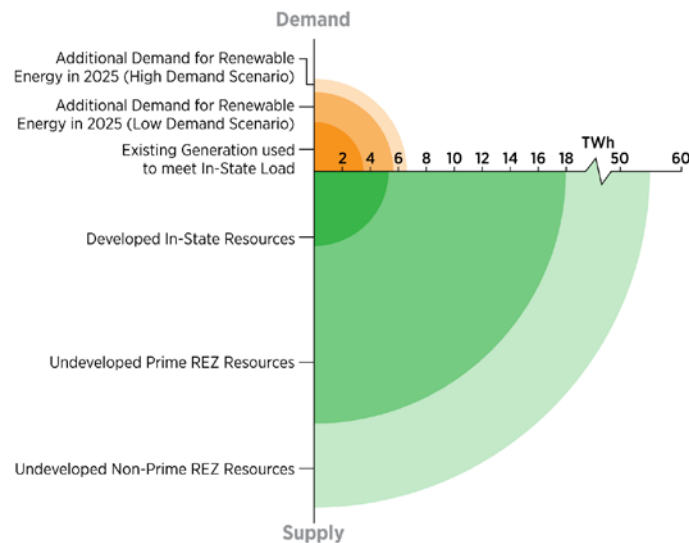 Demand
Additional Demand for Renewable
Energy in 2025 (High Demand Scenario)
Additional Demand for Renewable
Energy in 2025 (Low Demand Scenario)
Existing Generation used
to meet In-State Load
TWh
2 4 6 8 10 12 14 16 18 50 60
Developed In-State Resources
Undeveloped Prime REZ Resources
Undeveloped Non-Prime REZ Resources
Supply